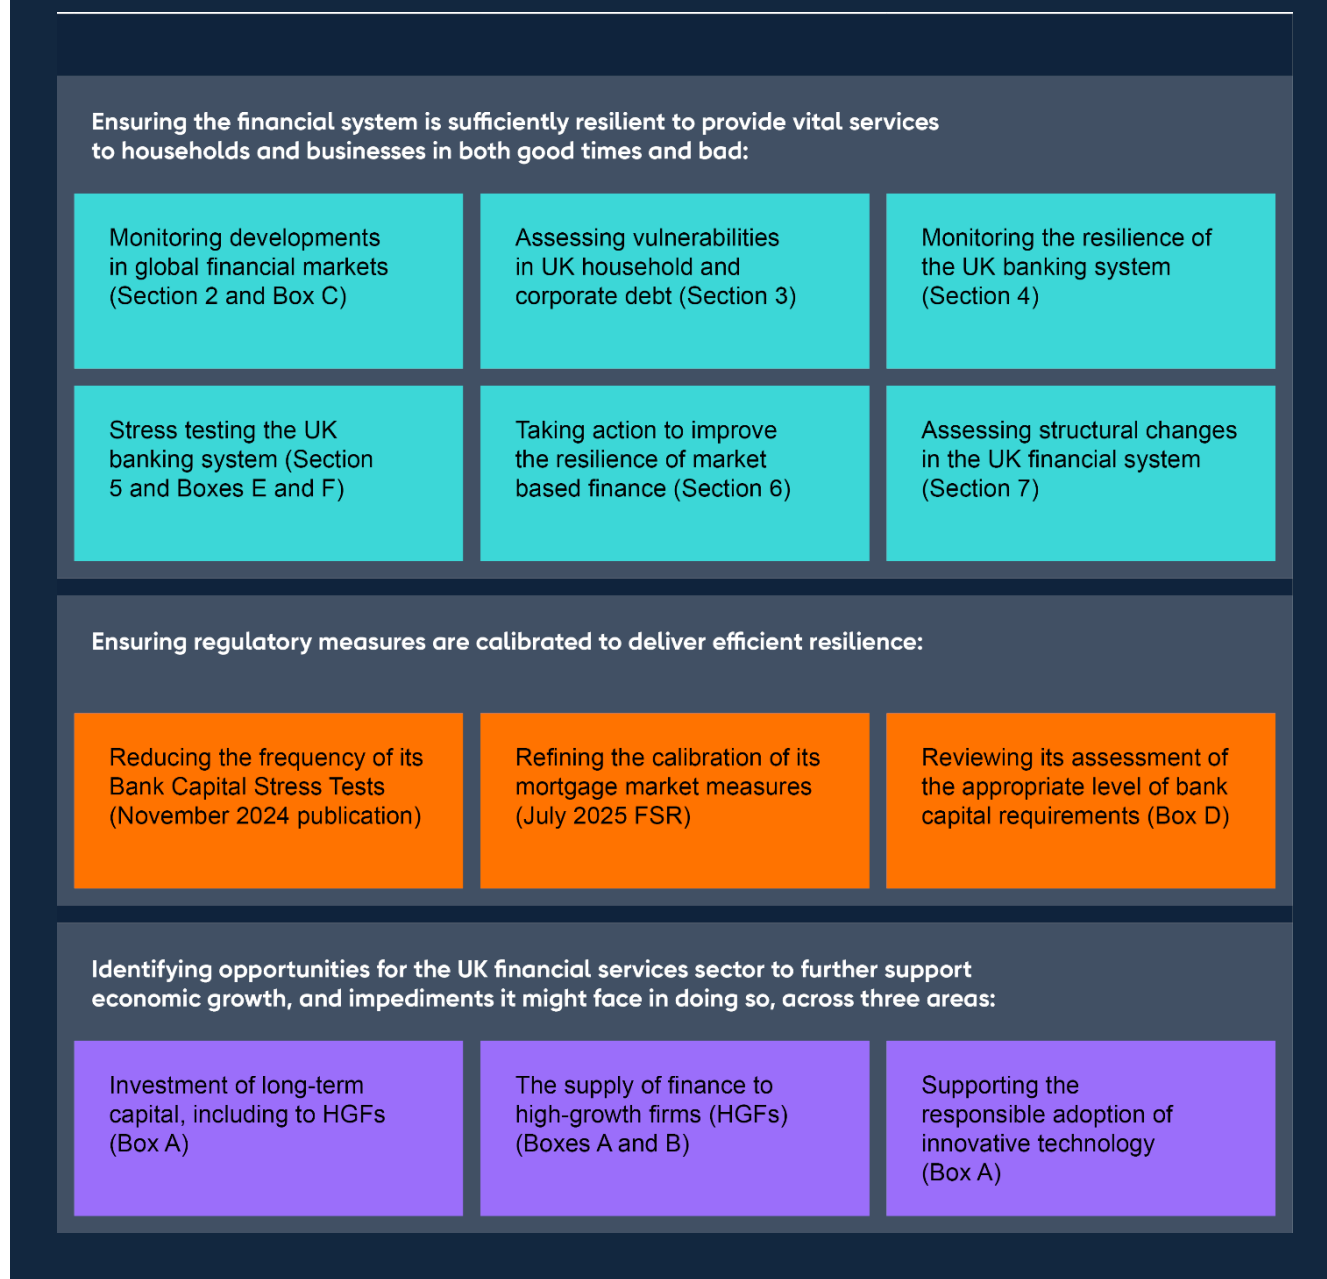 Ensuring the financial system is sufficiently resilient to provide vital services
to households and businesses in both good times and bad:
Monitoring developments
in global financial markets
(Section 2 and Box C)
Assessing vulnerabilities
in UK household and
corporate debt (Section 3)
Monitoring the resilience of
the UK banking system
(Section 4)
Stress testing the UK
banking system (Section
5 and Boxes E and F)
Taking action to improve
the resilience of market
based finance (Section 6)
Assessing structural changes
in the UK financial system
(Section 7)
Ensuring regulatory measures are calibrated to deliver efficient resilience:
Reducing the frequency of its
Bank Capital Stress Tests
(November 2024 publication)
Refining the calibration of its
mortgage market measures
(July 2025 FSR)
Reviewing its assessment of
the appropriate level of bank
capital requirements (Box D)
Identifying opportunities for the UK financial services sector to further support
economic growth, and impediments it might face in doing so, across three areas:
Investment of long-term
capital, including to HGFs
(Box A)
The supply of finance to
high-growth firms (HGFs)
(Boxes A and B)
Supporting the
responsible adoption of
innovative technology
(Box A)